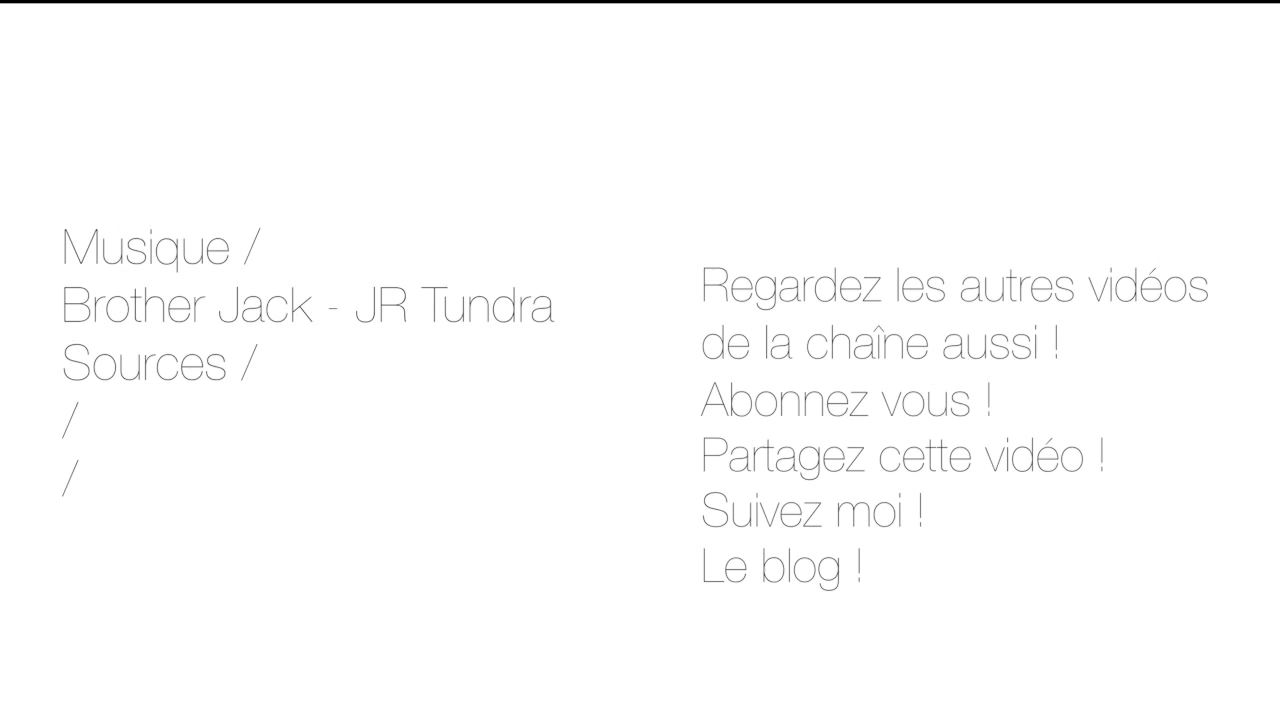 Musique /
Brother Jack - JR Tundra
Sources /
/
/
Regardez les autres vidéos
de la chaîne aussi !
Abonnez vous !
Partagez cette vidéo !
Suivez moi !
Le blog !